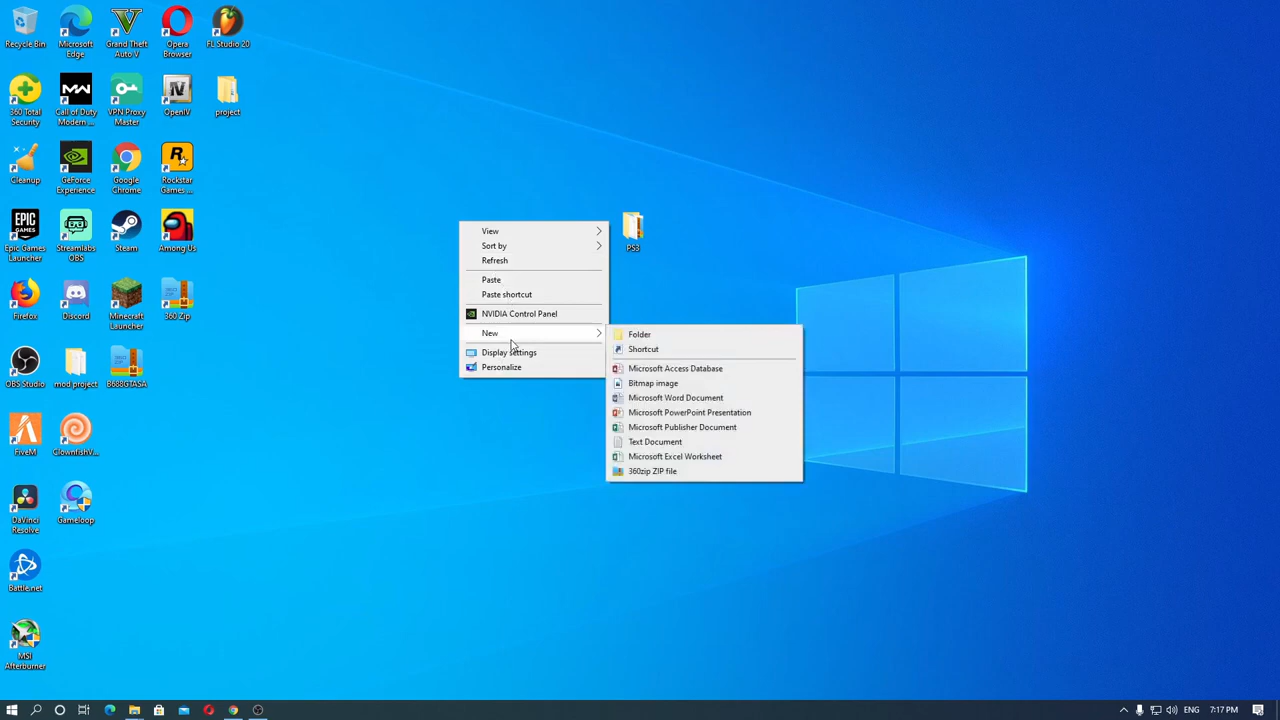 Recycle Bin
Microsoft
Edge
Grand Theft
Auto V
Opera
Browser
FL Studio 20
360 Total
Security
Call of Duty
Modern ...
VPN Proxy
Master
OpenIV
project
Cleanup
GeForce
Experience
Google
Chrome
Rockstar
Games ...
EPIC
GAMES
Epic Games
Launcher
Streamlabs
OBS
Steam
Among Us
Firefox
Discord
Minecraft
Launcher
360 Zip
OBS Studio
mod project
B688GTASA
FiveM
ClownfishV...
DaVinci
Resolve
Gameloop
Battle.net
MSI
Afterburner
PS3
View
Sort by
Refresh
Paste
Paste shortcut
NVIDIA Control Panel
New
Display settings
Personalize
Folder
Shortcut
Microsoft Access Database
Bitmap image
Microsoft Word Document
Microsoft PowerPoint Presentation
Microsoft Publisher Document
Text Document
Microsoft Excel Worksheet
360zip ZIP file
ENG
7:17 PM